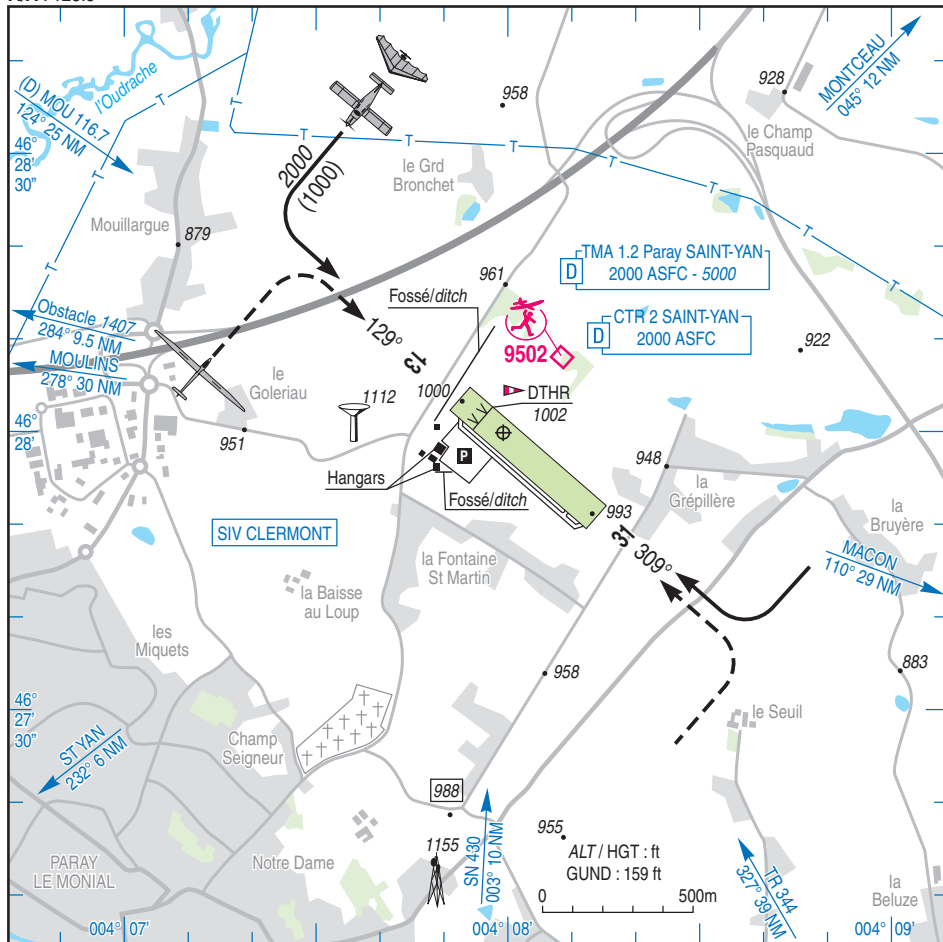 l'Oudrache
(D) MOU 116.7
124° 25 NM
958
928
MONTCEAU
045° 12 NM
le Champ
Pasquaud
46°
28'
30"
2000
(1000)
le Grd
Bronchet
T
T
T
T
T
T
T
T
Mouillargue
879
961
TMA 1.2 Paray SAINT-YAN
D
2000 ASFC - 5000
Fossé/ditch
Obstacle 1407
284° 9.5 NM
MOULINS
278° 30 NM
129°
13
9502
CTR 2 SAINT-YAN
D
2000 ASFC
922
le
Goleriau
1112
1000
DTHR
1002
46°
28'
951
P
Hangars
Fossé/ditch
948
la
Grépillère
993
la
Bruyère
SIV CLERMONT
31
309°
la Fontaine
St Martin
MACON
110° 29 NM
la Baisse
au Loup
les
Miquets
958
883
46°
27'
30"
le Seuil
Champ
Seigneur
ST YAN
232° 6 NM
988
1155
SN 430
003° 10 NM
955
ALT / HGT : ft
GUND : 159 ft
0
500m
TR 344
327° 39 NM
PARAY
LE MONIAL
Notre Dame
la
Beluze
004° 07'
004° 08'
004° 09'